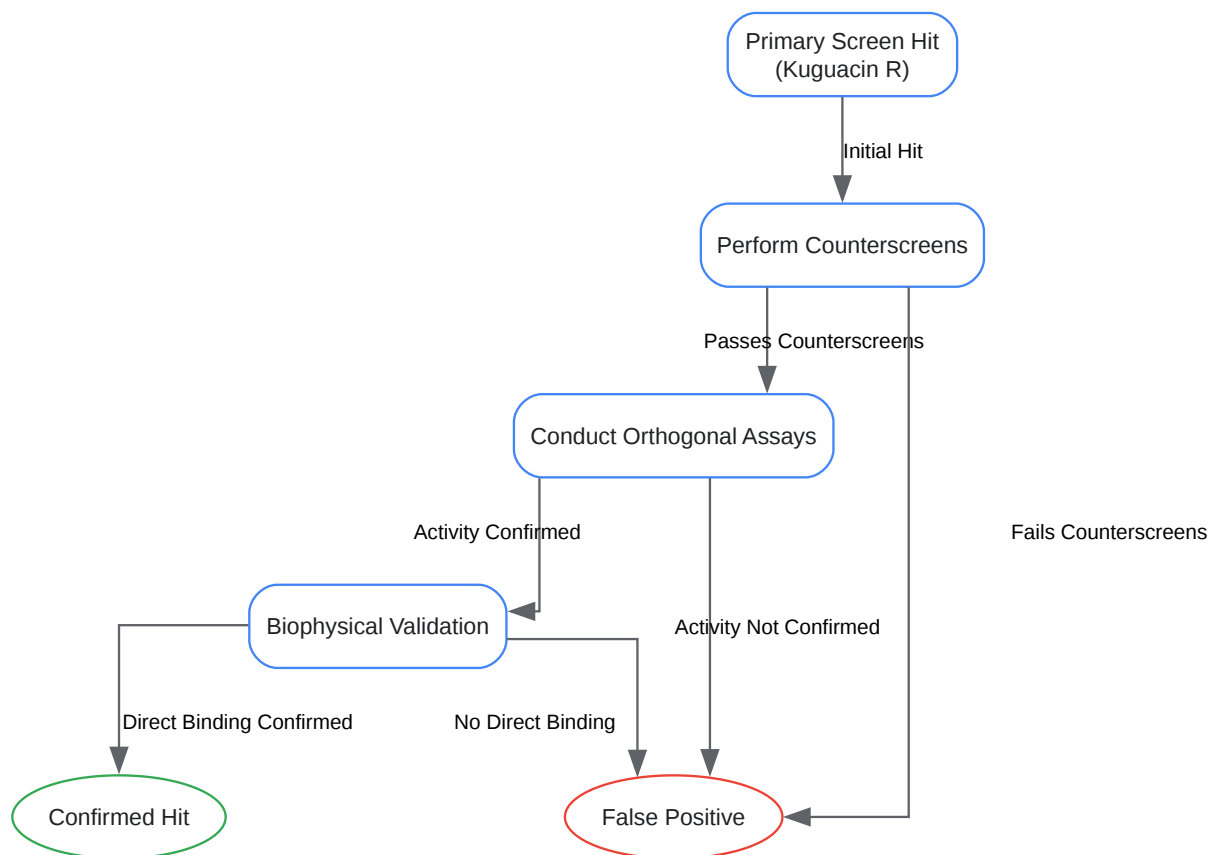 Primary Screen Hit
(Kuguacin R)
Initial Hit
Perform Counterscreens
Passes Counterscreens
Conduct Orthogonal Assays
Activity Confirmed
Fails Counterscreens
Biophysical Validation
Activity Not Confirmed
Direct Binding Confirmed
No Direct Binding
Confirmed Hit
False Positive